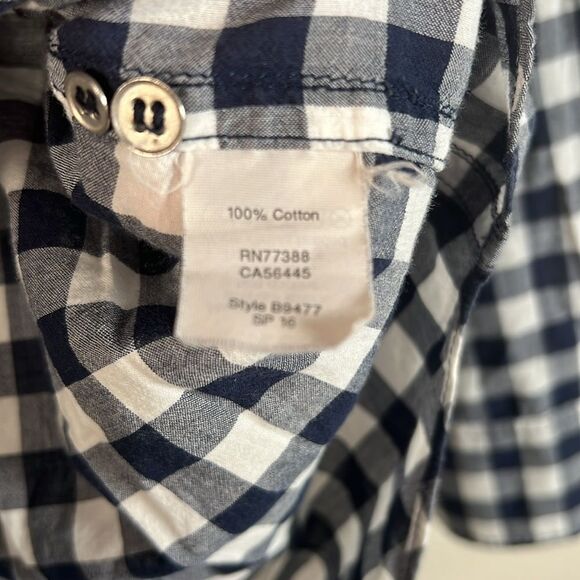 100% Cotton
RN77388
CA56445
Style B9477
SP 16